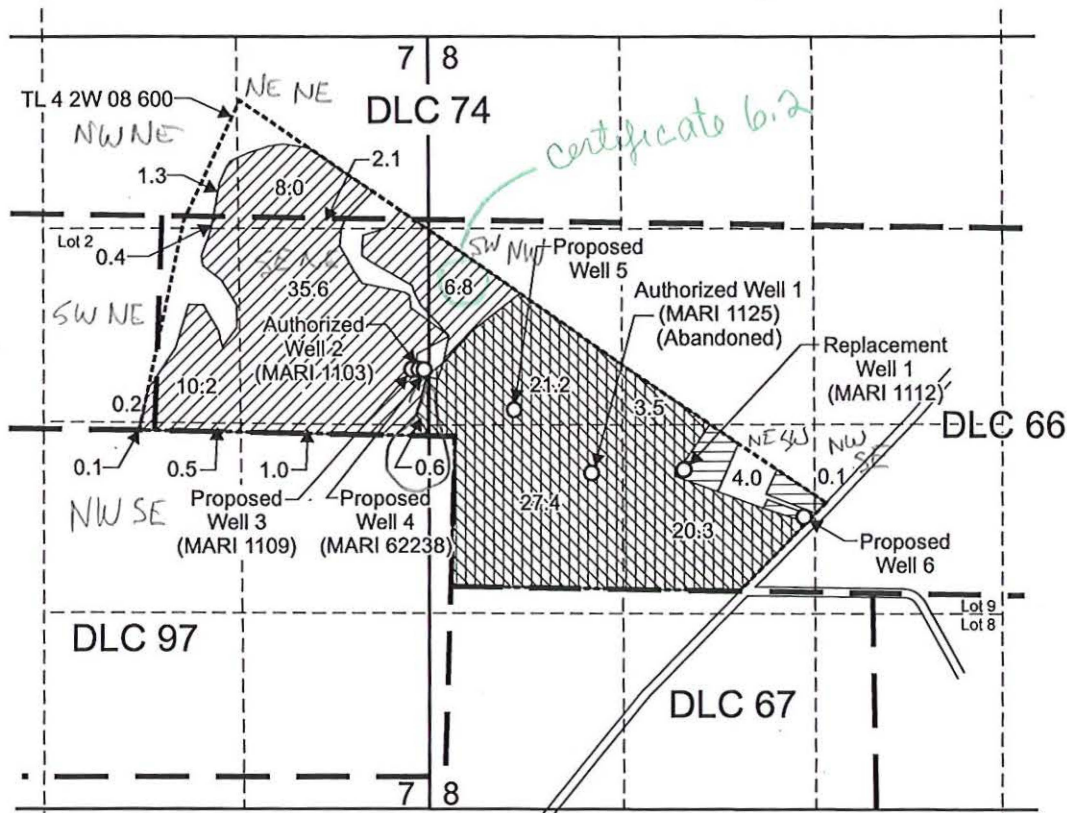 7 8
NE NE
TL 4 2W 08 600
DLC 74
NW NE
certificate 6.2
2.1
1.3
8.0
Lot 2
0.4
SW NW
Proposed
Well 5
SE NE
6.8
35.6
Authorized Well 1
(MARI 1125)
(Abandoned)
SW NE
Authorized
Well 2
(MARI 1103)
Replacement
Well 1
(MARI 1112)
10.2
21.2
0.2
3.5
DLC 66
NE SW
NW
SE
0.1
0.5
1.0
0.6
4.0
0.1
NW SE
Proposed
Well 3
(MARI 1109)
Proposed
Well 4
(MARI 62238)
27.4
20.3
Proposed
Well 6
Lot 9
Lot 8
DLC 97
DLC 67
7 8